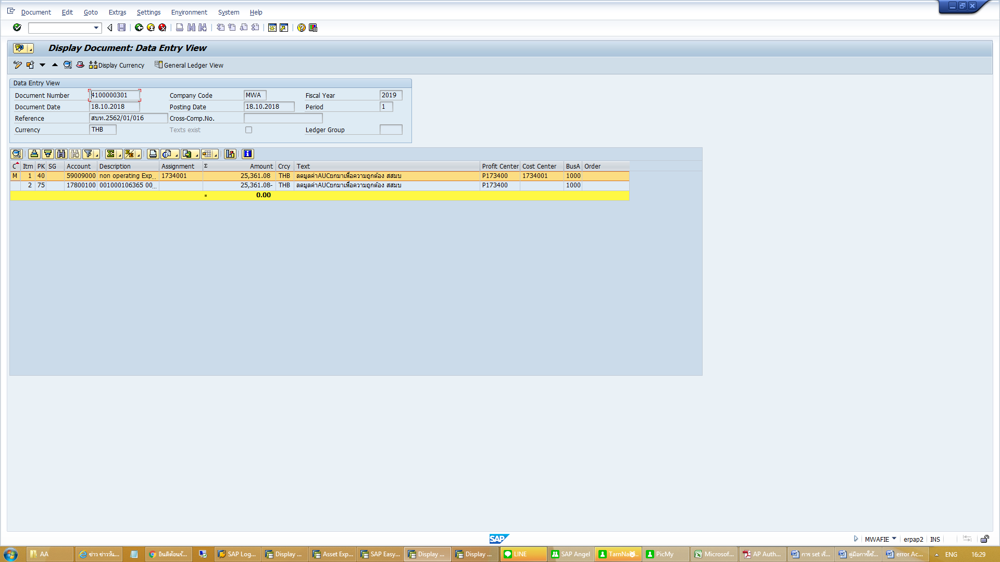 Document Edit Goto Extras Settings Environment System Help
Display Document: Data Entry View
Display Currency General Ledger View
Data Entry View
Document Number 4100000301 Company Code MWA Fiscal Year 2019
Document Date 18.10.2018 Posting Date 18.10.2018 Period 1
Reference สบท.2562/01/016 Cross-Comp.No.
Currency THB Texts exist Ledger Group
C Itm PK SG Account Description Assignment Σ Amount Crcy Text Profit Center Cost Center BusA Order
M 1 40 59009000 non operating Exp... 1734001 25,361.08 THB ลดมูลค่าAUCยกมาเพื่อความถูกต้อง สสมบ P173400 1734001 1000
2 75 17800100 001000106365 00... 25,361.08- THB ลดมูลค่าAUCยกมาเพื่อความถูกต้อง สสมบ P173400 1000
0.00
SAP
MWAFIE erpap2 INS
AA ข่าว ข่าววัน... ยินดีต้อนรั... SAP Log... Display ... Asset Exp... SAP Easy... Display ... Display ... LINE SAP Angel PicMy Microsof... AP Auth... การ set เรื่... คู่มือการใช้... error Ac... ENG 16:29